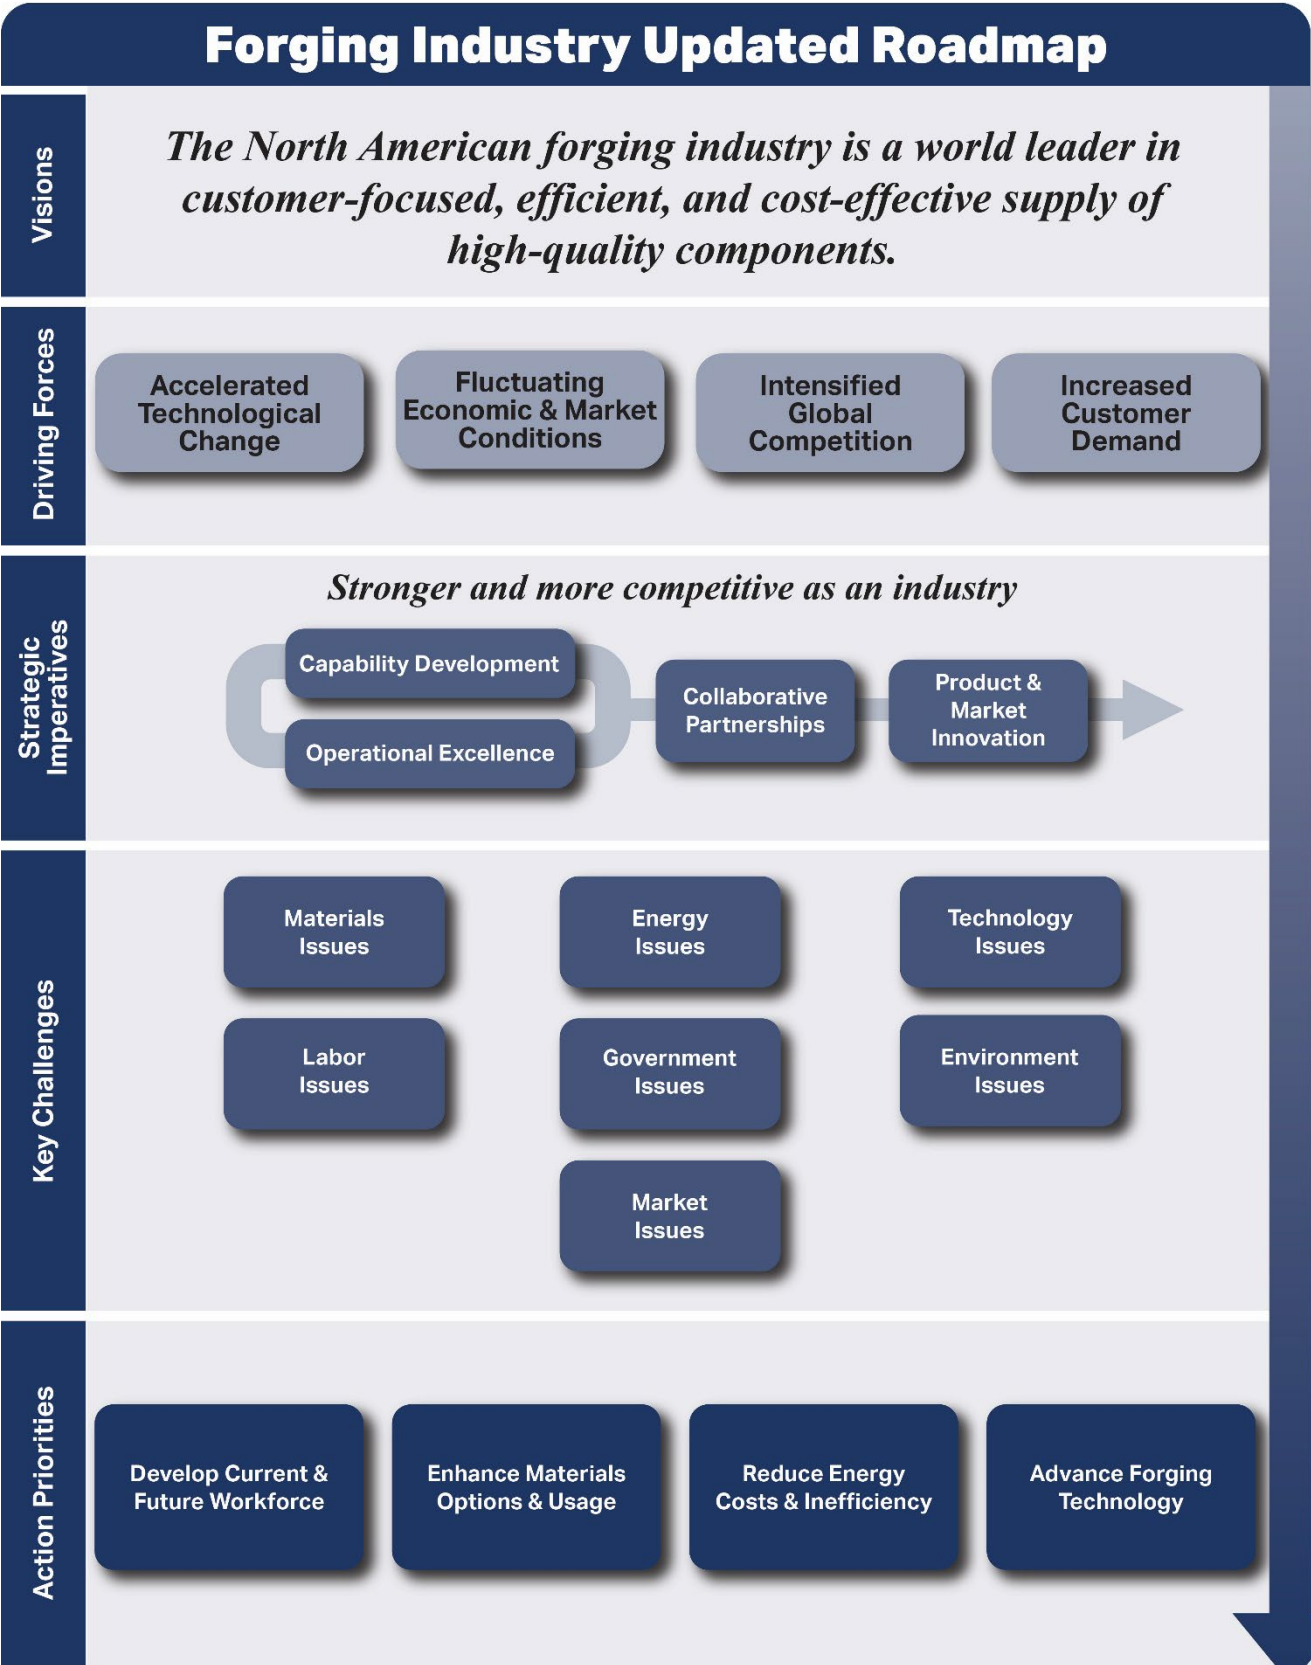 Forging Industry Updated Roadmap
Visions
The North American forging industry is a world leader in
customer-focused, efficient, and cost-effective supply of
high-quality components.
Driving Forces
Accelerated
Technological
Change
Fluctuating
Economic & Market
Conditions
Intensified
Global
Competition
Increased
Customer
Demand
Strategic
Imperatives
Stronger and more competitive as an industry
Capability Development
Operational Excellence
Collaborative
Partnerships
Product &
Market
Innovation
Key Challenges
Materials
Issues
Energy
Issues
Technology
Issues
Labor
Issues
Government
Issues
Environment
Issues
Market
Issues
Action Priorities
Develop Current &
Future Workforce
Enhance Materials
Options & Usage
Reduce Energy
Costs & Inefficiency
Advance Forging
Technology